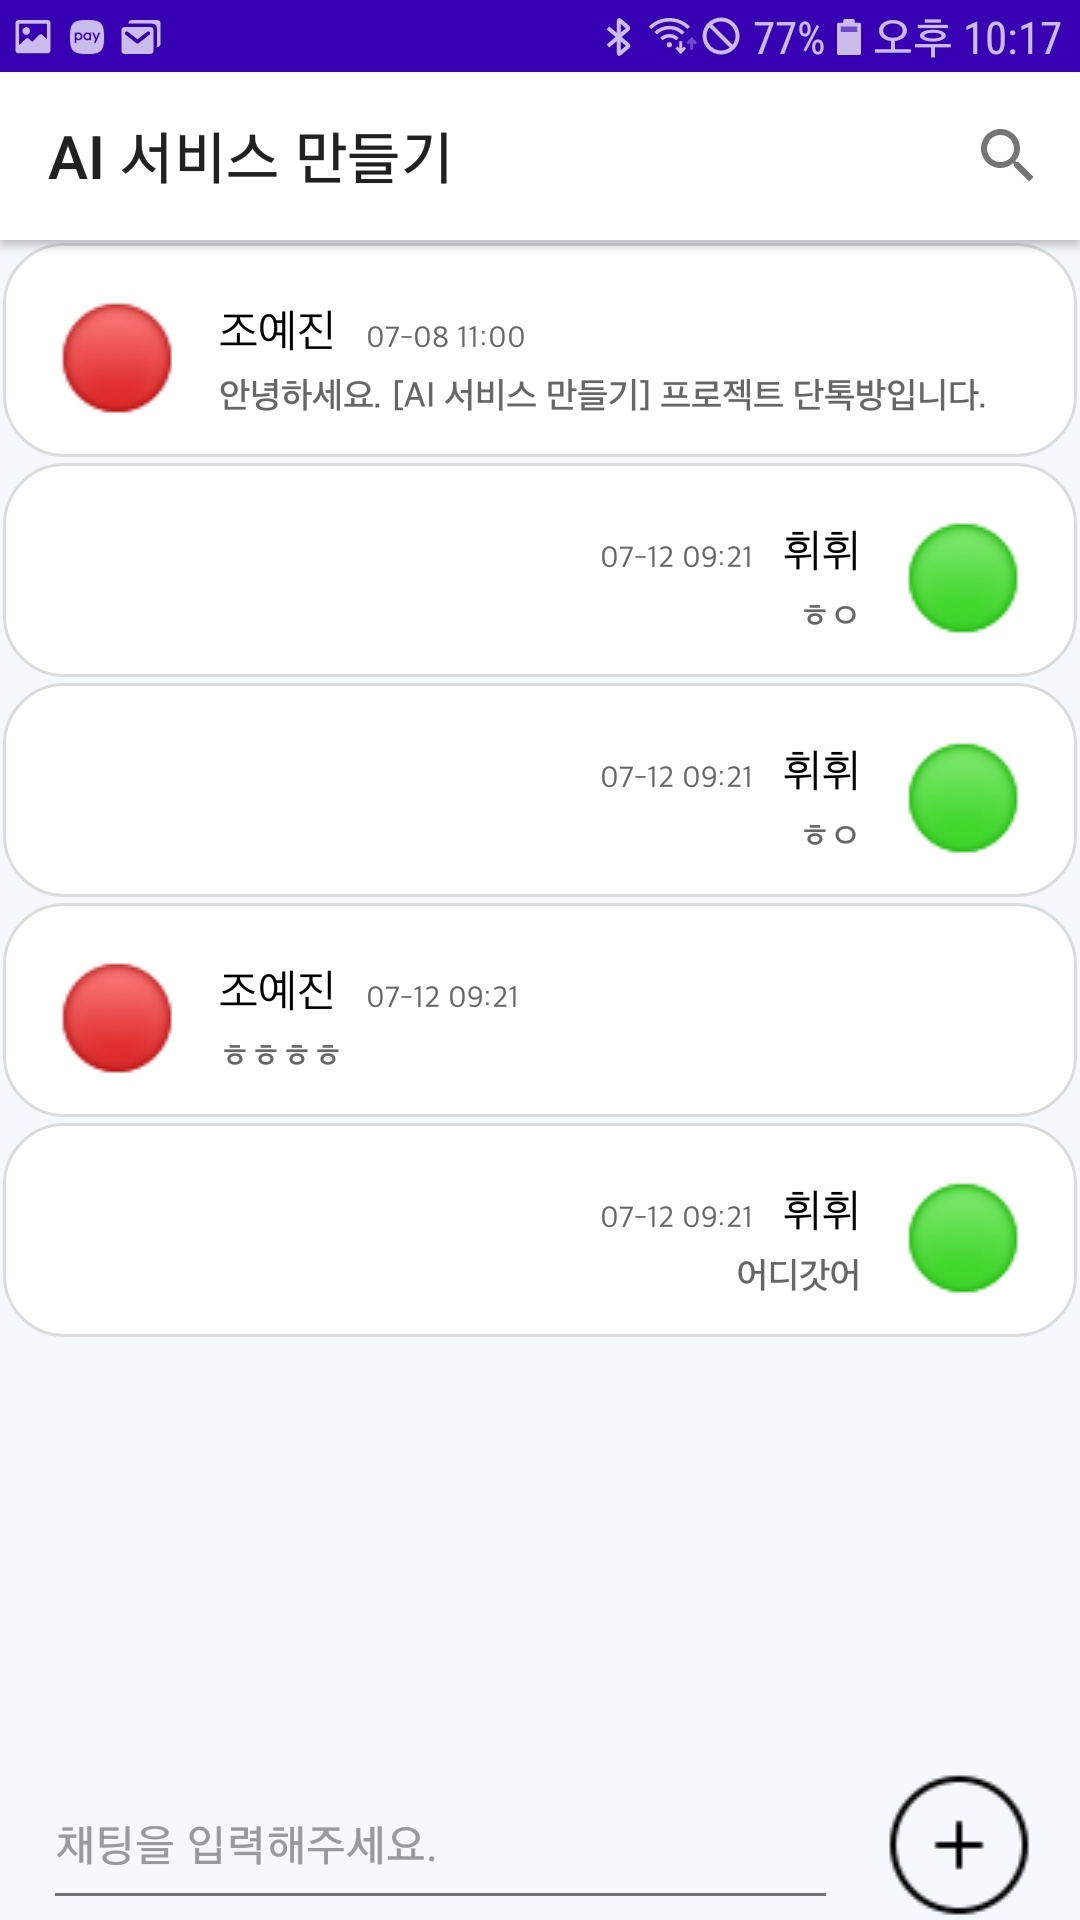 pay 77% 오후 10:17
AI 서비스 만들기
조예진 07-08 11:00
안녕하세요. [AI 서비스 만들기] 프로젝트 단톡방입니다.
07-12 09:21 휘휘
ㅎㅇ
07-12 09:21 휘휘
ㅎㅇ
조예진 07-12 09:21
ㅎㅎㅎㅎ
07-12 09:21 휘휘
어디갓어
채팅을 입력해주세요.